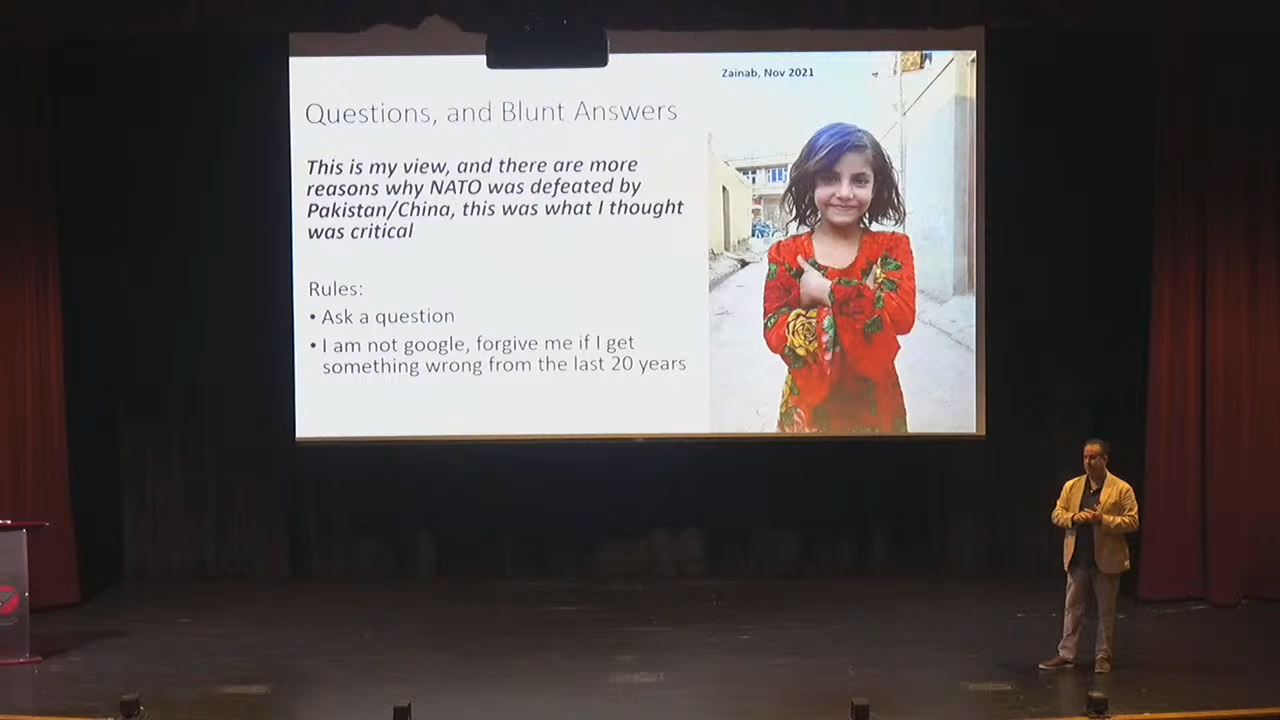 Zainab, Nov 2021
Questions, and Blunt Answers
This is my view, and there are more
reasons why NATO was defeated by
Pakistan/China, this was what I thought
was critical
Rules:
• Ask a question
• I am not google, forgive me if I get
something wrong from the last 20 years